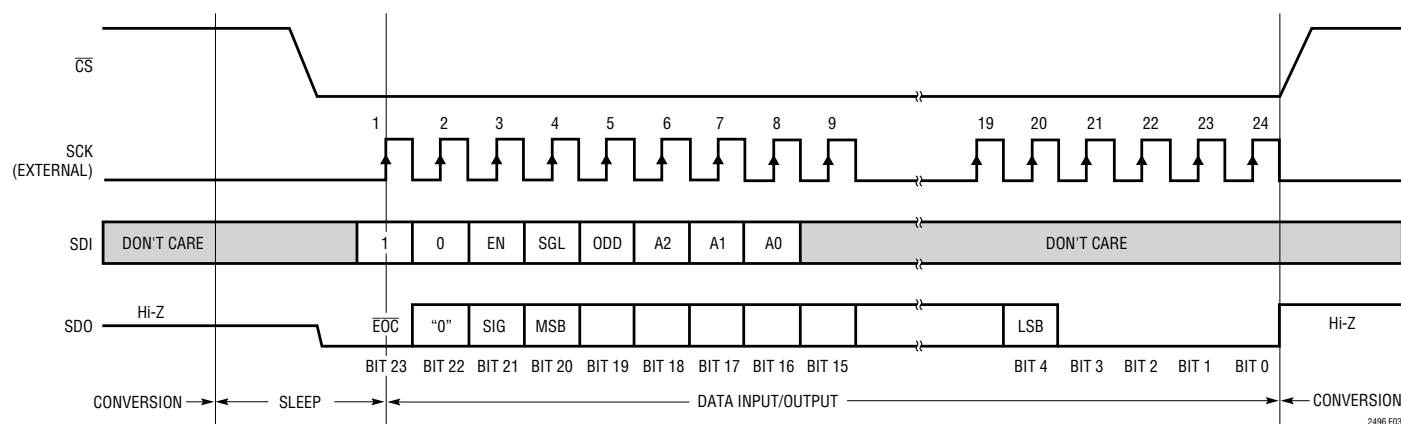 CS
1 2 3 4 5 6 7 8 9 19 20 21 22 23 24
SCK
(EXTERNAL)
SDI DON'T CARE 1 0 EN SGL ODD A2 A1 A0 DON'T CARE
Hi-Z
SDO EOC "0" SIG MSB LSB Hi-Z
BIT 23 BIT 22 BIT 21 BIT 20 BIT 19 BIT 18 BIT 17 BIT 16 BIT 15 BIT 4 BIT 3 BIT 2 BIT 1 BIT 0
CONVERSION SLEEP DATA INPUT/OUTPUT CONVERSION
2496 F03